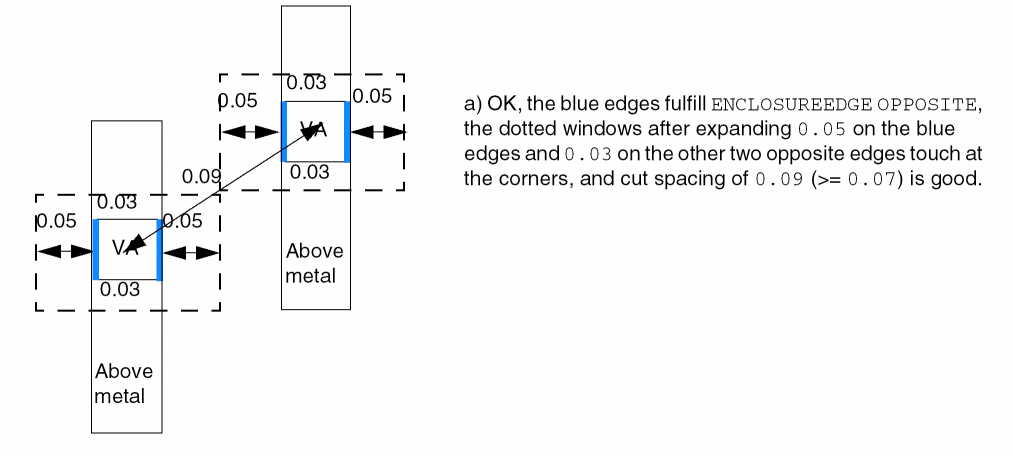 0.03
0.05
0.05
VA
0.03
0.09
0.03
0.05
0.05
VA
0.03
Above
metal
Above
metal
a) OK, the blue edges fulfill ENCLOSUREEDGE OPPOSITE,
the dotted windows after expanding 0.05 on the blue
edges and 0.03 on the other two opposite edges touch at
the corners, and cut spacing of 0.09 (>= 0.07) is good.